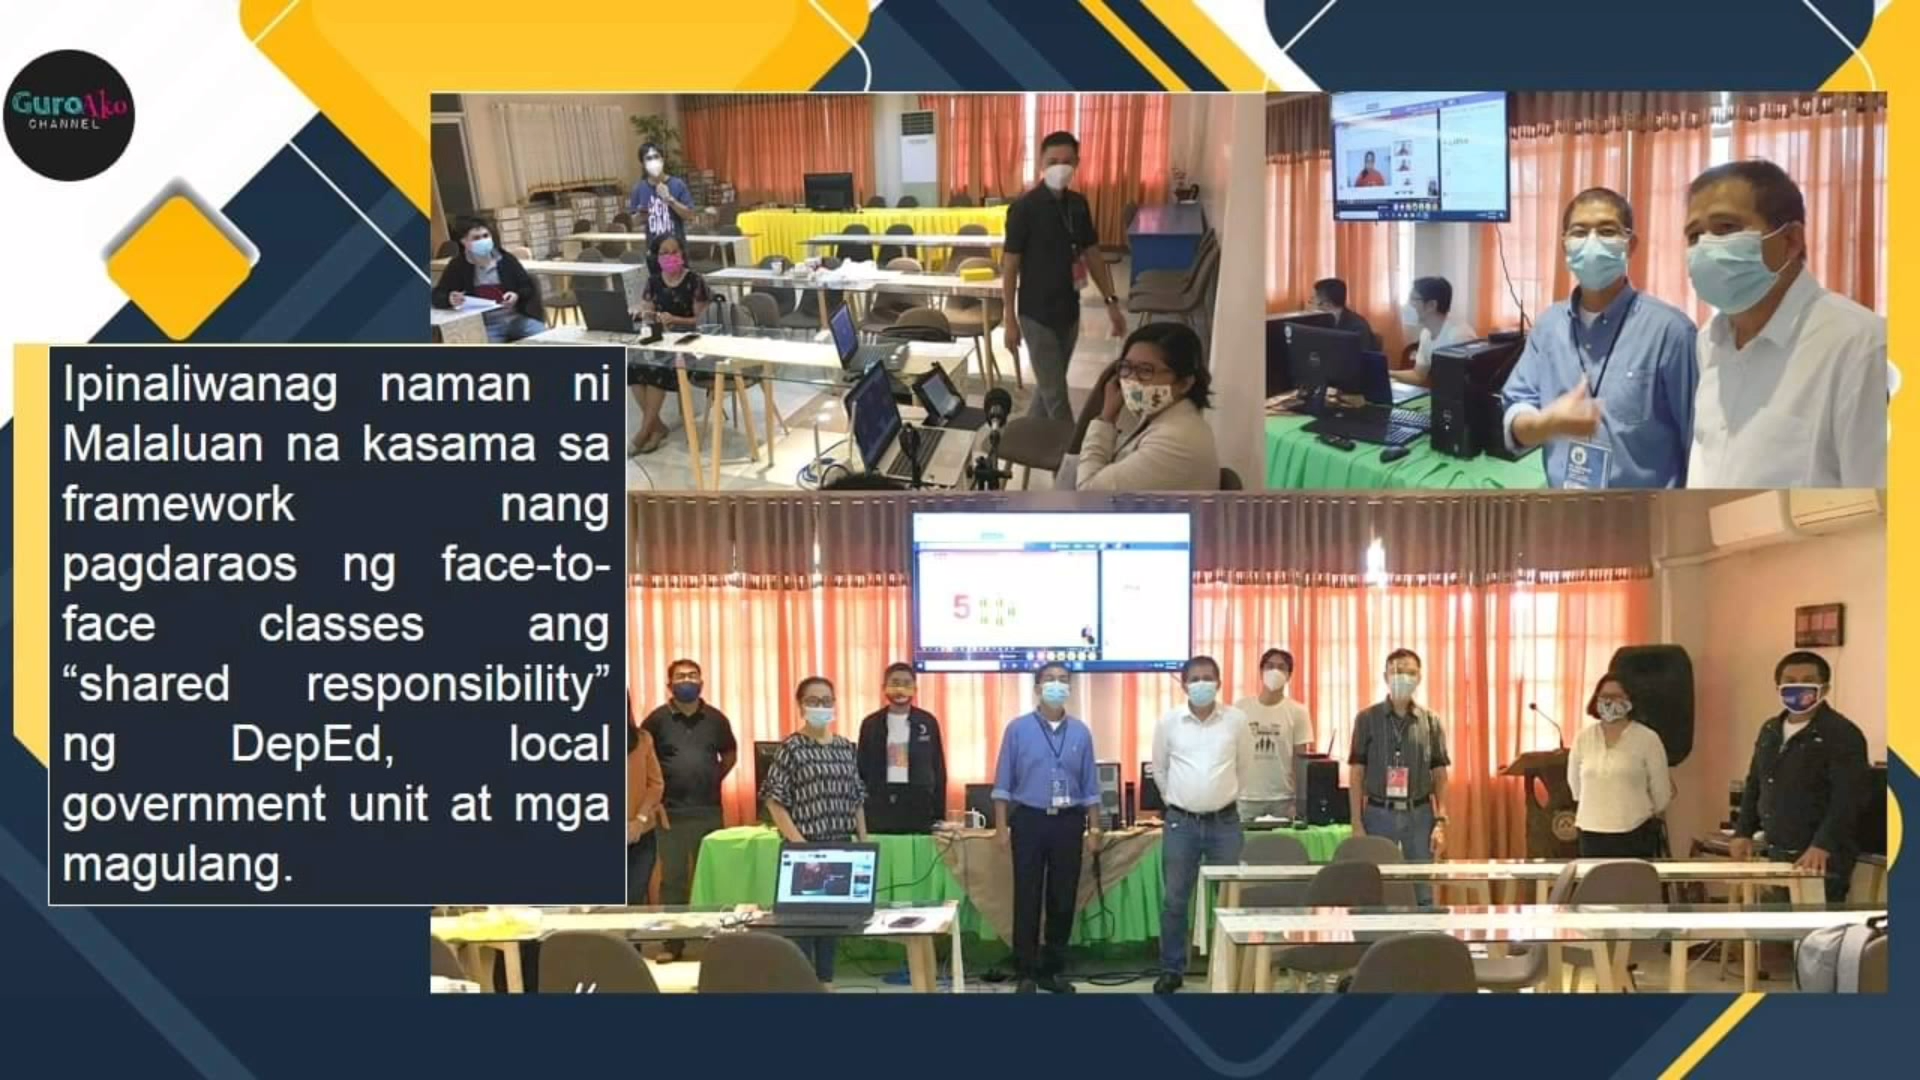 GuroAko
CHANNEL
Ipinaliwanag naman ni
Malaluan na kasama sa
framework nang
pagdaraos ng face-to-
face classes ang
“shared responsibility”
ng DepEd, local
government unit at mga
magulang.
5